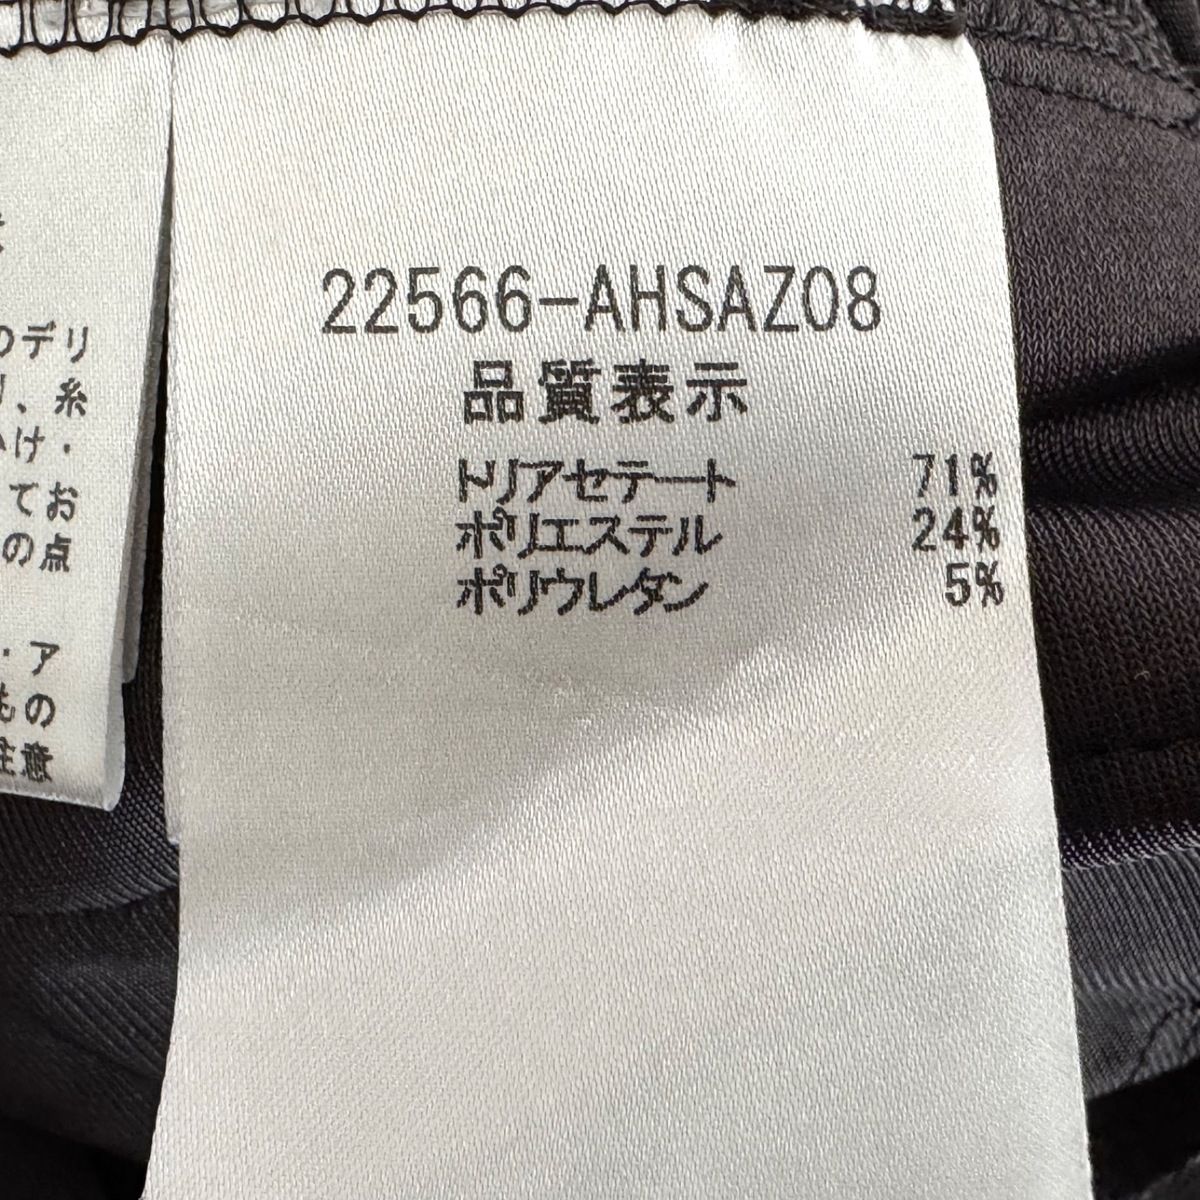 のデリ
、糸
け・
てお
の点
・ア
もの
注意
22566-AHSAZ08
品質表示
トリアセテート 71%
ポリエステル 24%
ポリウレタン 5%